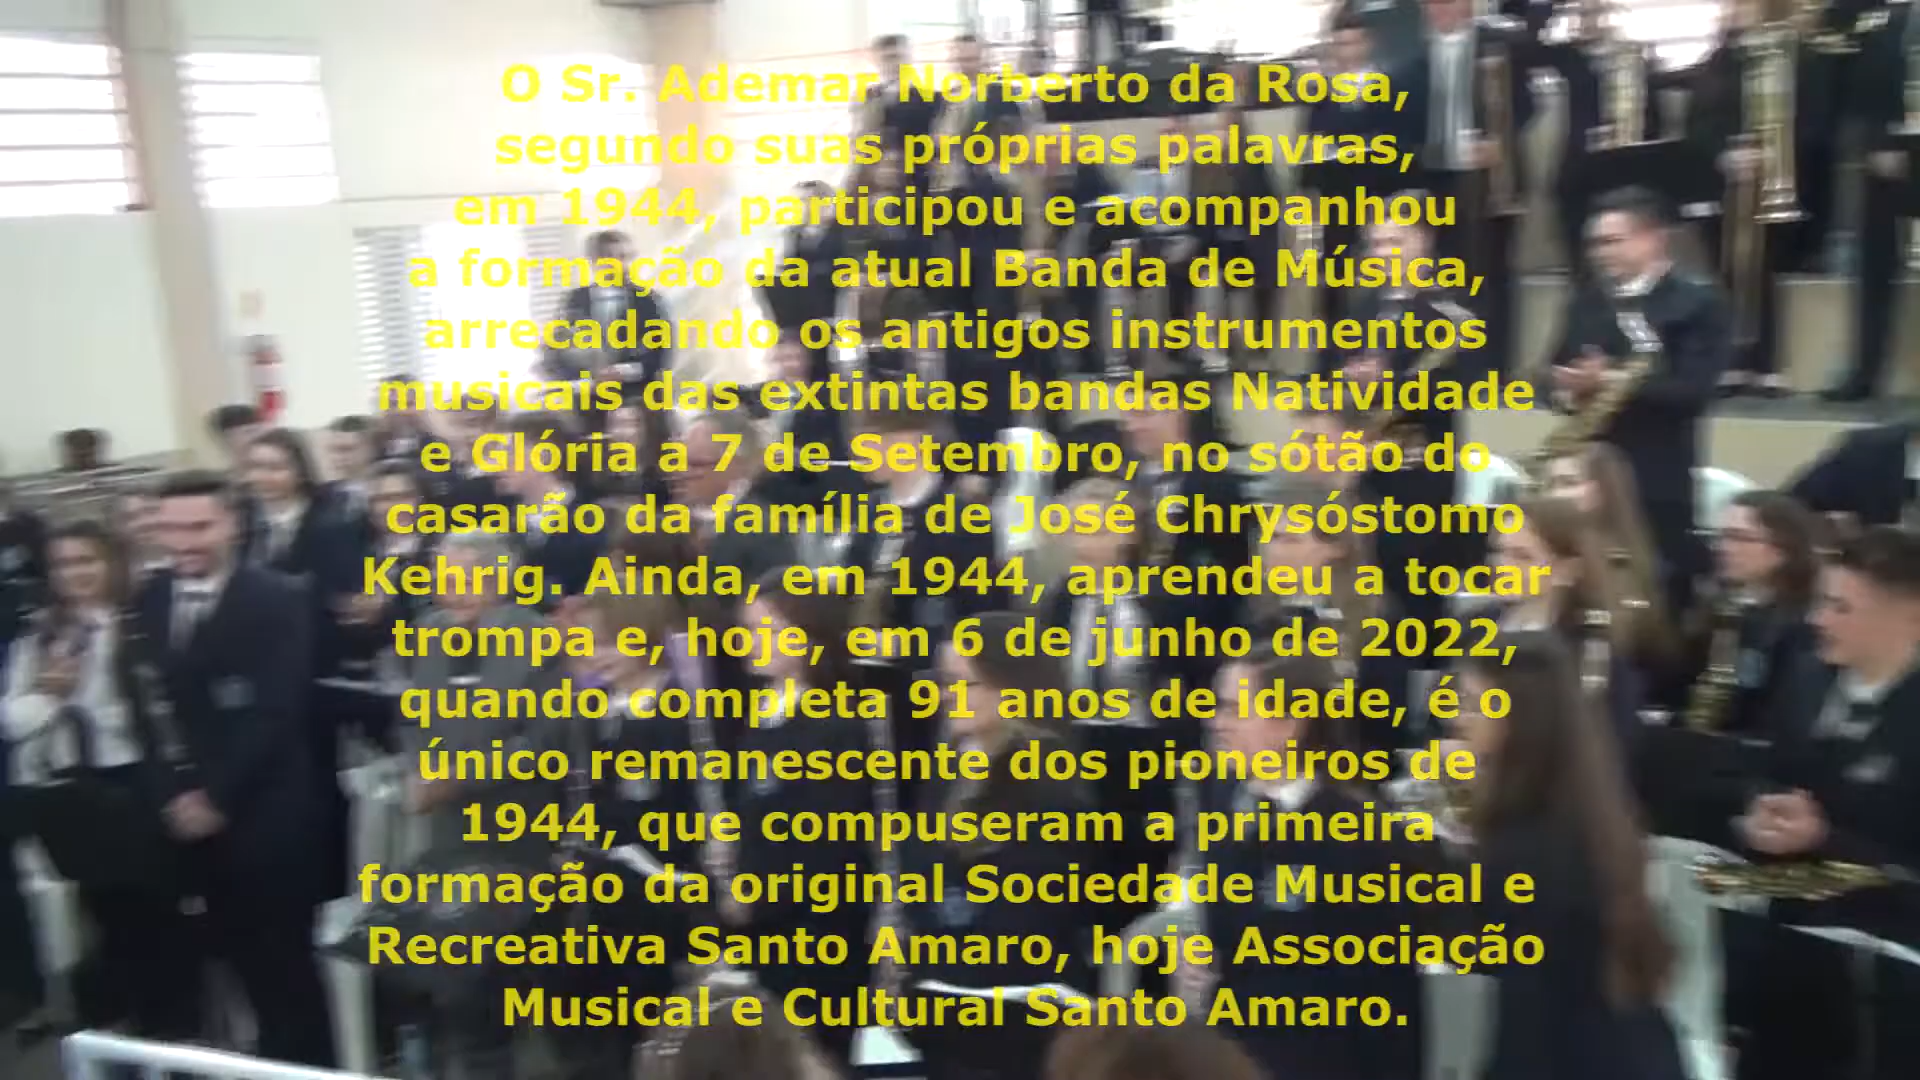 O Sr. Ademar Norberto da Rosa,
segundo suas próprias palavras,
em 1944, participou e acompanhou
a formação da atual Banda de Música,
arrecadando os antigos instrumentos
musicais das extintas bandas Natividade
e Glória a 7 de Setembro, no sótão do
casarão da família de José Chrysóstomo
Kehrig. Ainda, em 1944, aprendeu a tocar
trompa e, hoje, em 6 de junho de 2022,
quando completa 91 anos de idade, é o
único remanescente dos pioneiros de
1944, que compuseram a primeira
formação da original Sociedade Musical e
Recreativa Santo Amaro, hoje Associação
Musical e Cultural Santo Amaro.